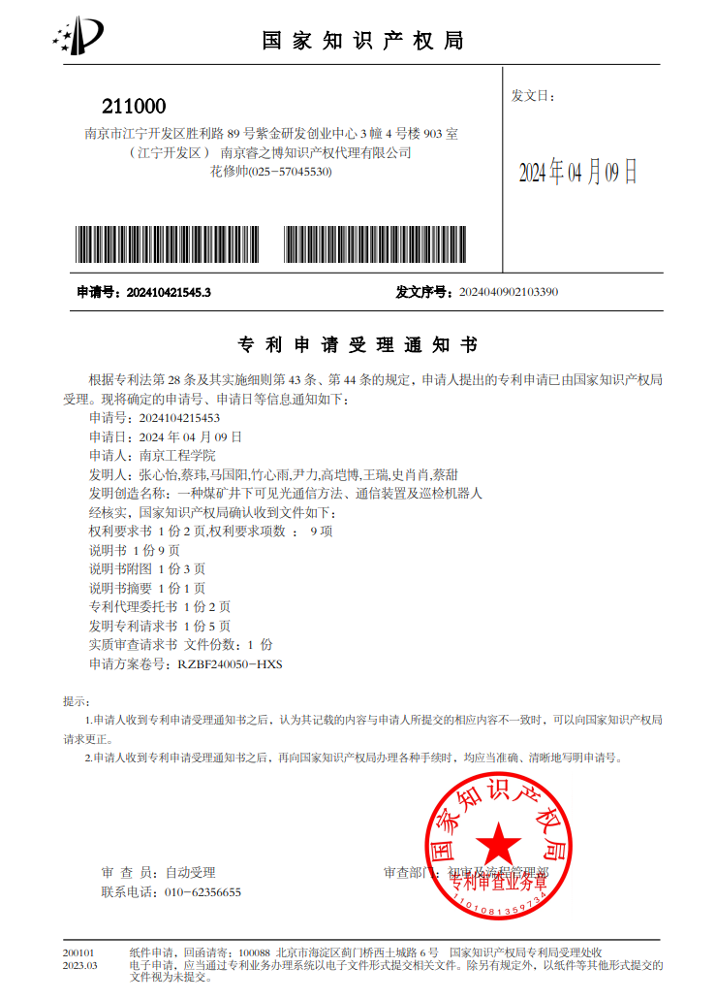 国家知识产权局
211000
南京市江宁开发区胜利路 89 号紫金研发创业中心 3 幢 4 号楼 903 室
（江宁开发区） 南京睿之博知识产权代理有限公司
花修帅(025-57045530)
发文日：
2024 年 04 月 09 日
申请号：202410421545.3
发文序号：2024040902103390
专利申请受理通知书
根据专利法第 28 条及其实施细则第 43 条、第 44 条的规定，申请人提出的专利申请已由国家知识产权局
受理。现将确定的申请号、申请日等信息通知如下：
申请号：2024104215453
申请日：2024 年 04 月 09 日
申请人：南京工程学院
发明人：张心怡,蔡玮,马国阳,竹心雨,尹力,高垲博,王瑞,史肖肖,蔡甜
发明创造名称：一种煤矿井下可见光通信方法、通信装置及巡检机器人
经核实，国家知识产权局确认收到文件如下：
权利要求书 1 份 2 页,权利要求项数 ： 9 项
说明书 1 份 9 页
说明书附图 1 份 3 页
说明书摘要 1 份 1 页
专利代理委托书 1 份 2 页
发明专利请求书 1 份 5 页
实质审查请求书 文件份数：1 份
申请方案卷号：RZBF240050-HXS
提示：
1.申请人收到专利申请受理通知书之后，认为其记载的内容与申请人所提交的相应内容不一致时，可以向国家知识产权局
请求更正。
2.申请人收到专利申请受理通知书之后，再向国家知识产权局办理各种手续时，均应当准确、清晰地写明申请号。
国家知识产权局
审 查 员：自动受理
审查部门：初审及流程管理部
专利审查业务章
联系电话：010-62356655
1101081359734
200101
纸件申请，回函请寄：100088 北京市海淀区蓟门桥西土城路 6 号 国家知识产权局专利局受理处收
2023.03
电子申请，应当通过专利业务办理系统以电子文件形式提交相关文件。除另有规定外，以纸件等其他形式提交的
文件视为未提交。